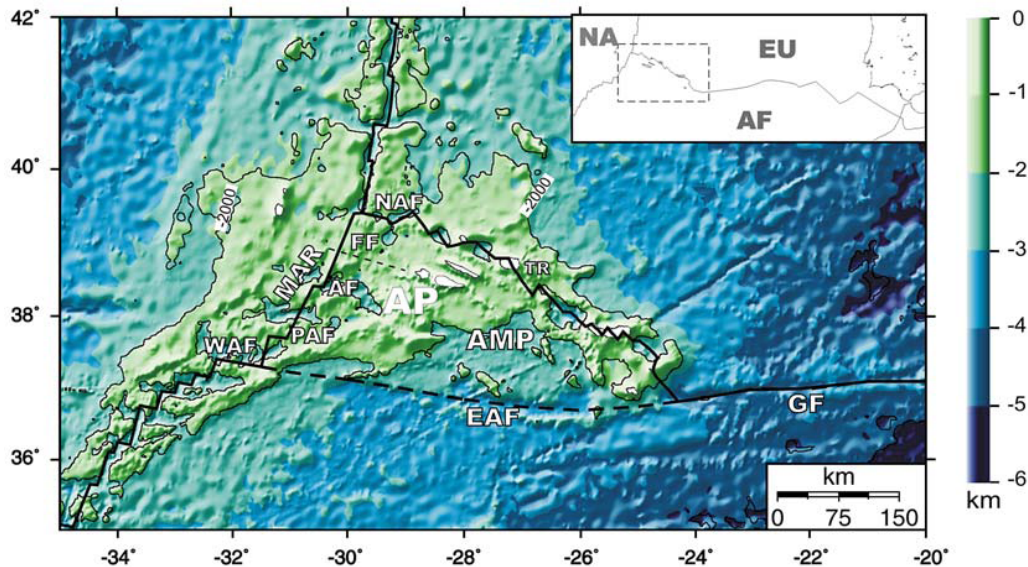 42˚
40˚
38˚
36˚
-34˚
-32˚
-30˚
-28˚
-26˚
-24˚
-22˚
-20˚
NA
EU
AF
-2000
-2000
NAF
FF
MAR
AF
AP
TR
PAF
WAF
AMP
EAF
GF
km
0 75 150
0
-1
-2
-3
-4
-5
-6
km